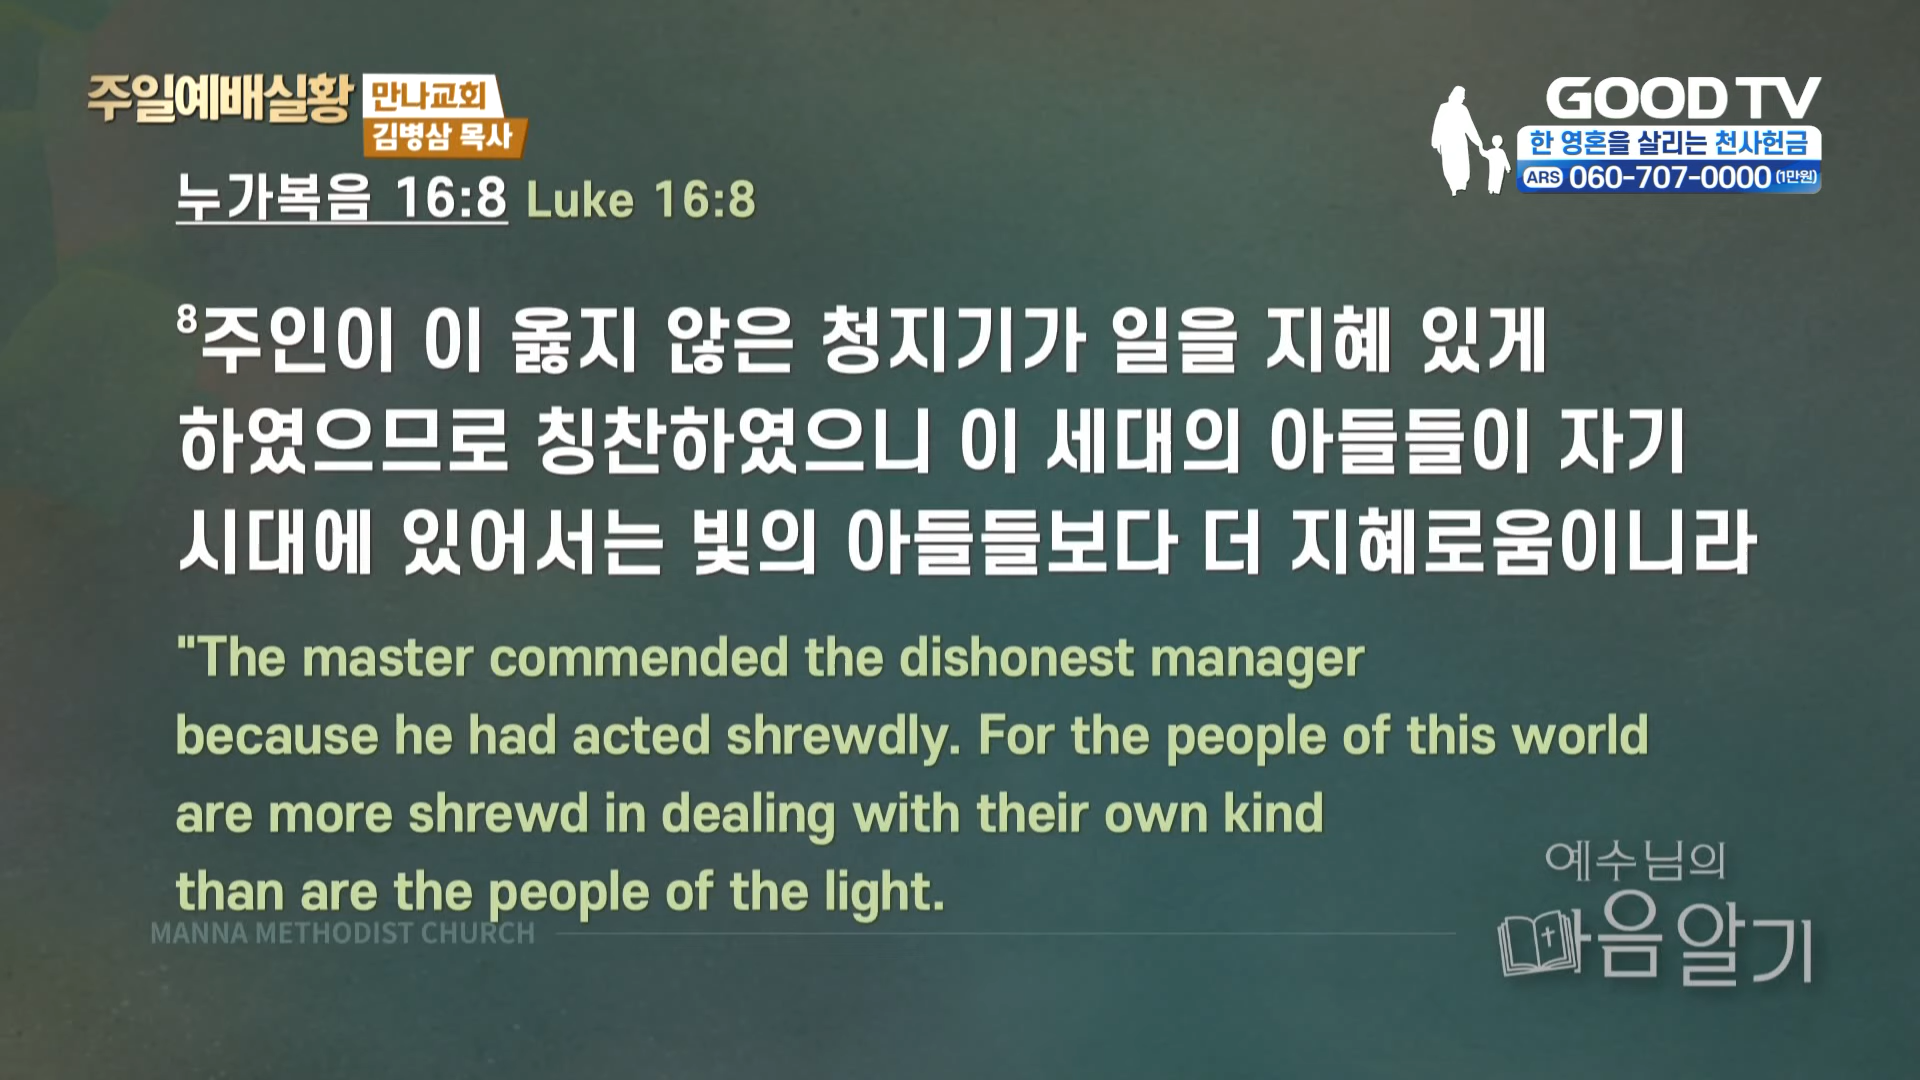 주일예배실황
만나교회
김병삼 목사
GOOD TV
한 영혼을 살리는 천사헌금
ARS 060-707-0000 (1만원)
누가복음 16:8 Luke 16:8
8주인이 이 옳지 않은 청지기가 일을 지혜 있게
하였으므로 칭찬하였으니 이 세대의 아들들이 자기
시대에 있어서는 빛의 아들들보다 더 지혜로움이니라
"The master commended the dishonest manager
because he had acted shrewdly. For the people of this world
are more shrewd in dealing with their own kind
than are the people of the light.
MANNA METHODIST CHURCH
예수님의
마음알기